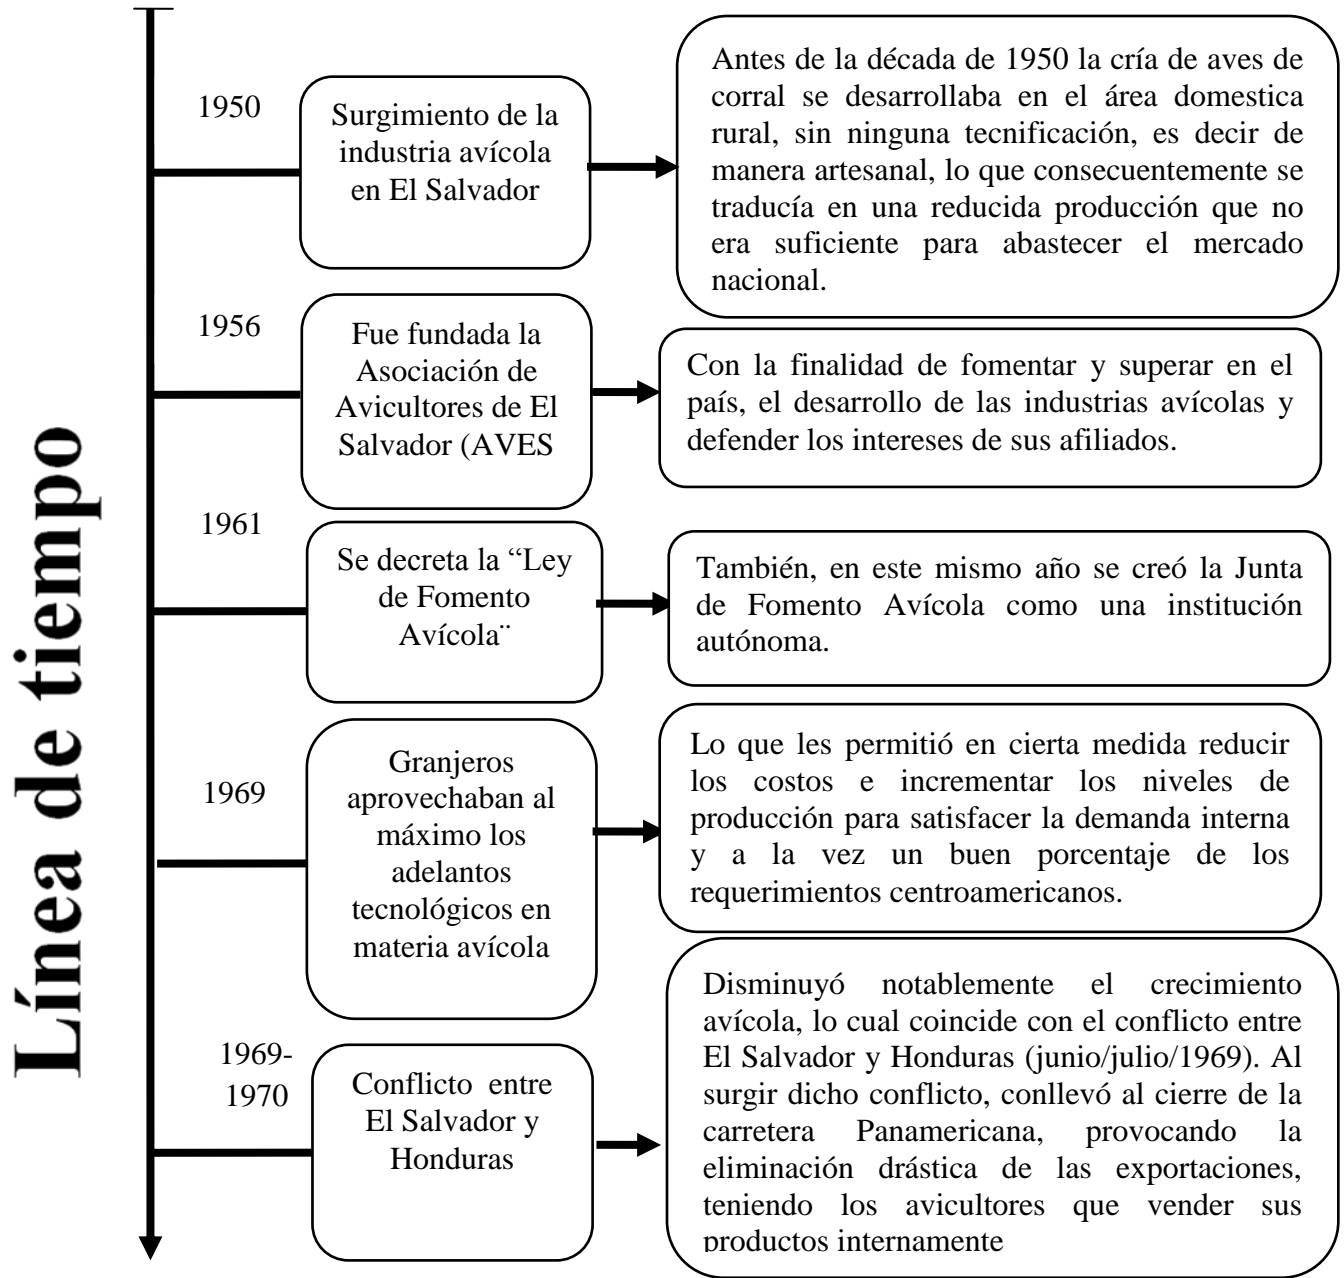 Línea de tiempo
1950
Surgimiento de la
industria avícola
en El Salvador
Antes de la década de 1950 la cría de aves de
corral se desarrollaba en el área domestica
rural, sin ninguna tecnificación, es decir de
manera artesanal, lo que consecuentemente se
traducía en una reducida producción que no
era suficiente para abastecer el mercado
nacional.
1956
Fue fundada la
Asociación de
Avicultores de El
Salvador (AVES
Con la finalidad de fomentar y superar en el
país, el desarrollo de las industrias avícolas y
defender los intereses de sus afiliados.
1961
Se decreta la “Ley
de Fomento
Avícola¨
También, en este mismo año se creó la Junta
de Fomento Avícola como una institución
autónoma.
1969
Granjeros
aprovechaban al
máximo los
adelantos
tecnológicos en
materia avícola
Lo que les permitió en cierta medida reducir
los costos e incrementar los niveles de
producción para satisfacer la demanda interna
y a la vez un buen porcentaje de los
requerimientos centroamericanos.
1969-
1970
Conflicto entre
El Salvador y
Honduras
Disminuyó notablemente el crecimiento
avícola, lo cual coincide con el conflicto entre
El Salvador y Honduras (junio/julio/1969). Al
surgir dicho conflicto, conllevó al cierre de la
carretera Panamericana, provocando la
eliminación drástica de las exportaciones,
teniendo los avicultores que vender sus
productos internamente